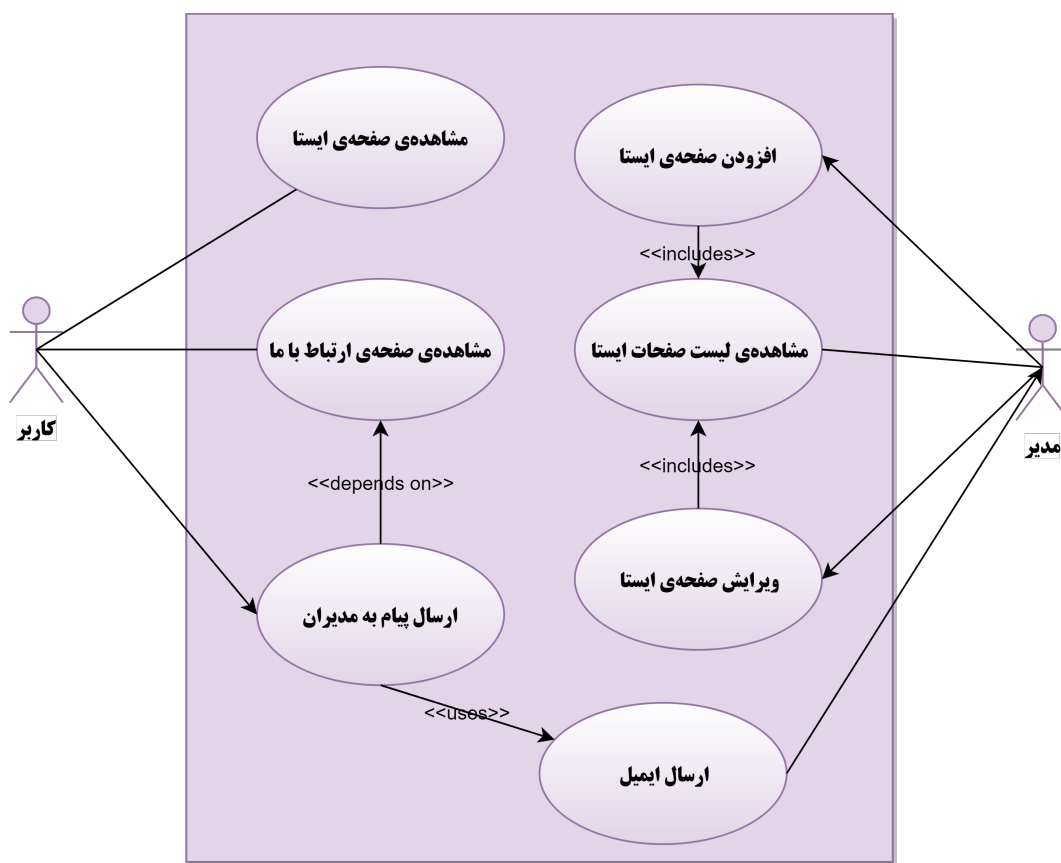 افزودن صفحه‌ی ایستا
مشاهده‌ی صفحه‌ی ایستا
<<includes>>
مشاهده‌ی لیست صفحات ایستا
مشاهده‌ی صفحه‌ی ارتباط با ما
مدیر
کاربر
<<includes>>
<<depends on>>
ویرایش صفحه‌ی ایستا
ارسال پیام به مدیران
<<uses>>
ارسال ایمیل